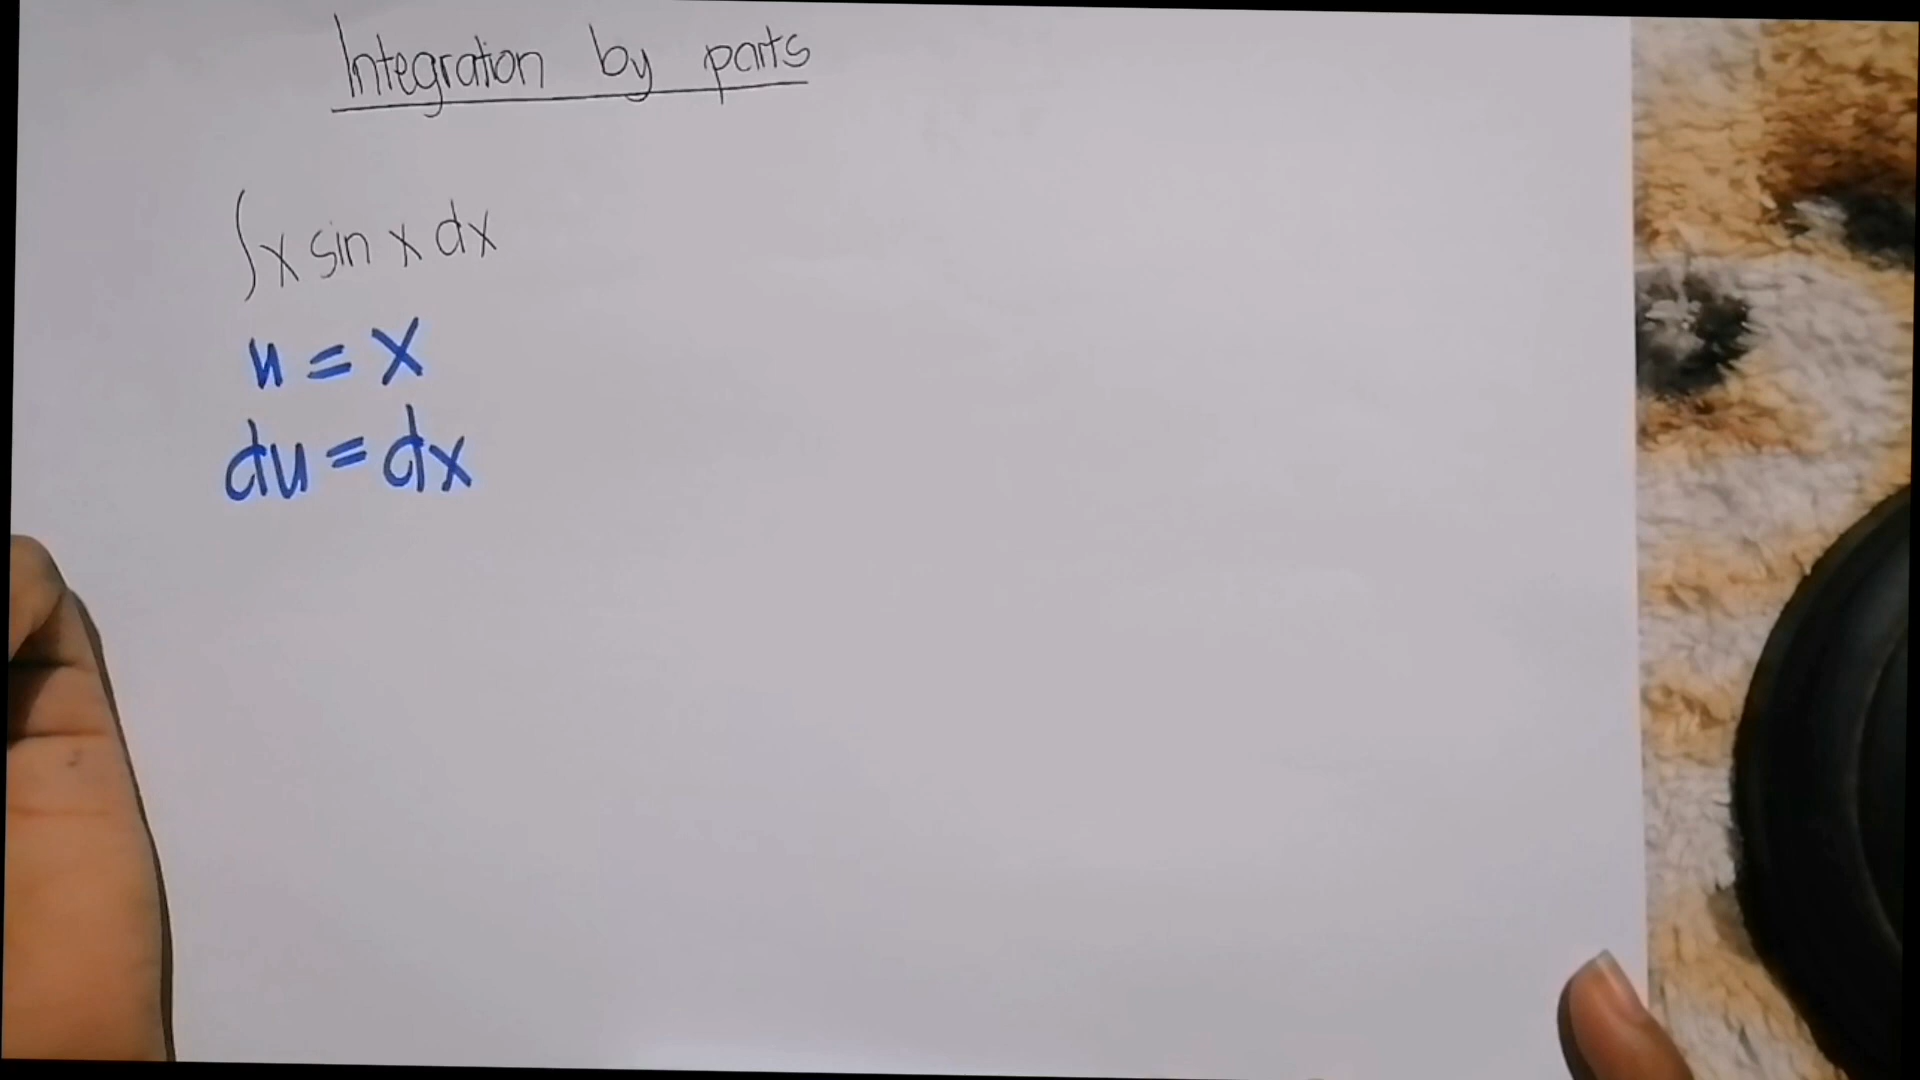 Integration by parts
∫x sin x dx
u = x
du = dx